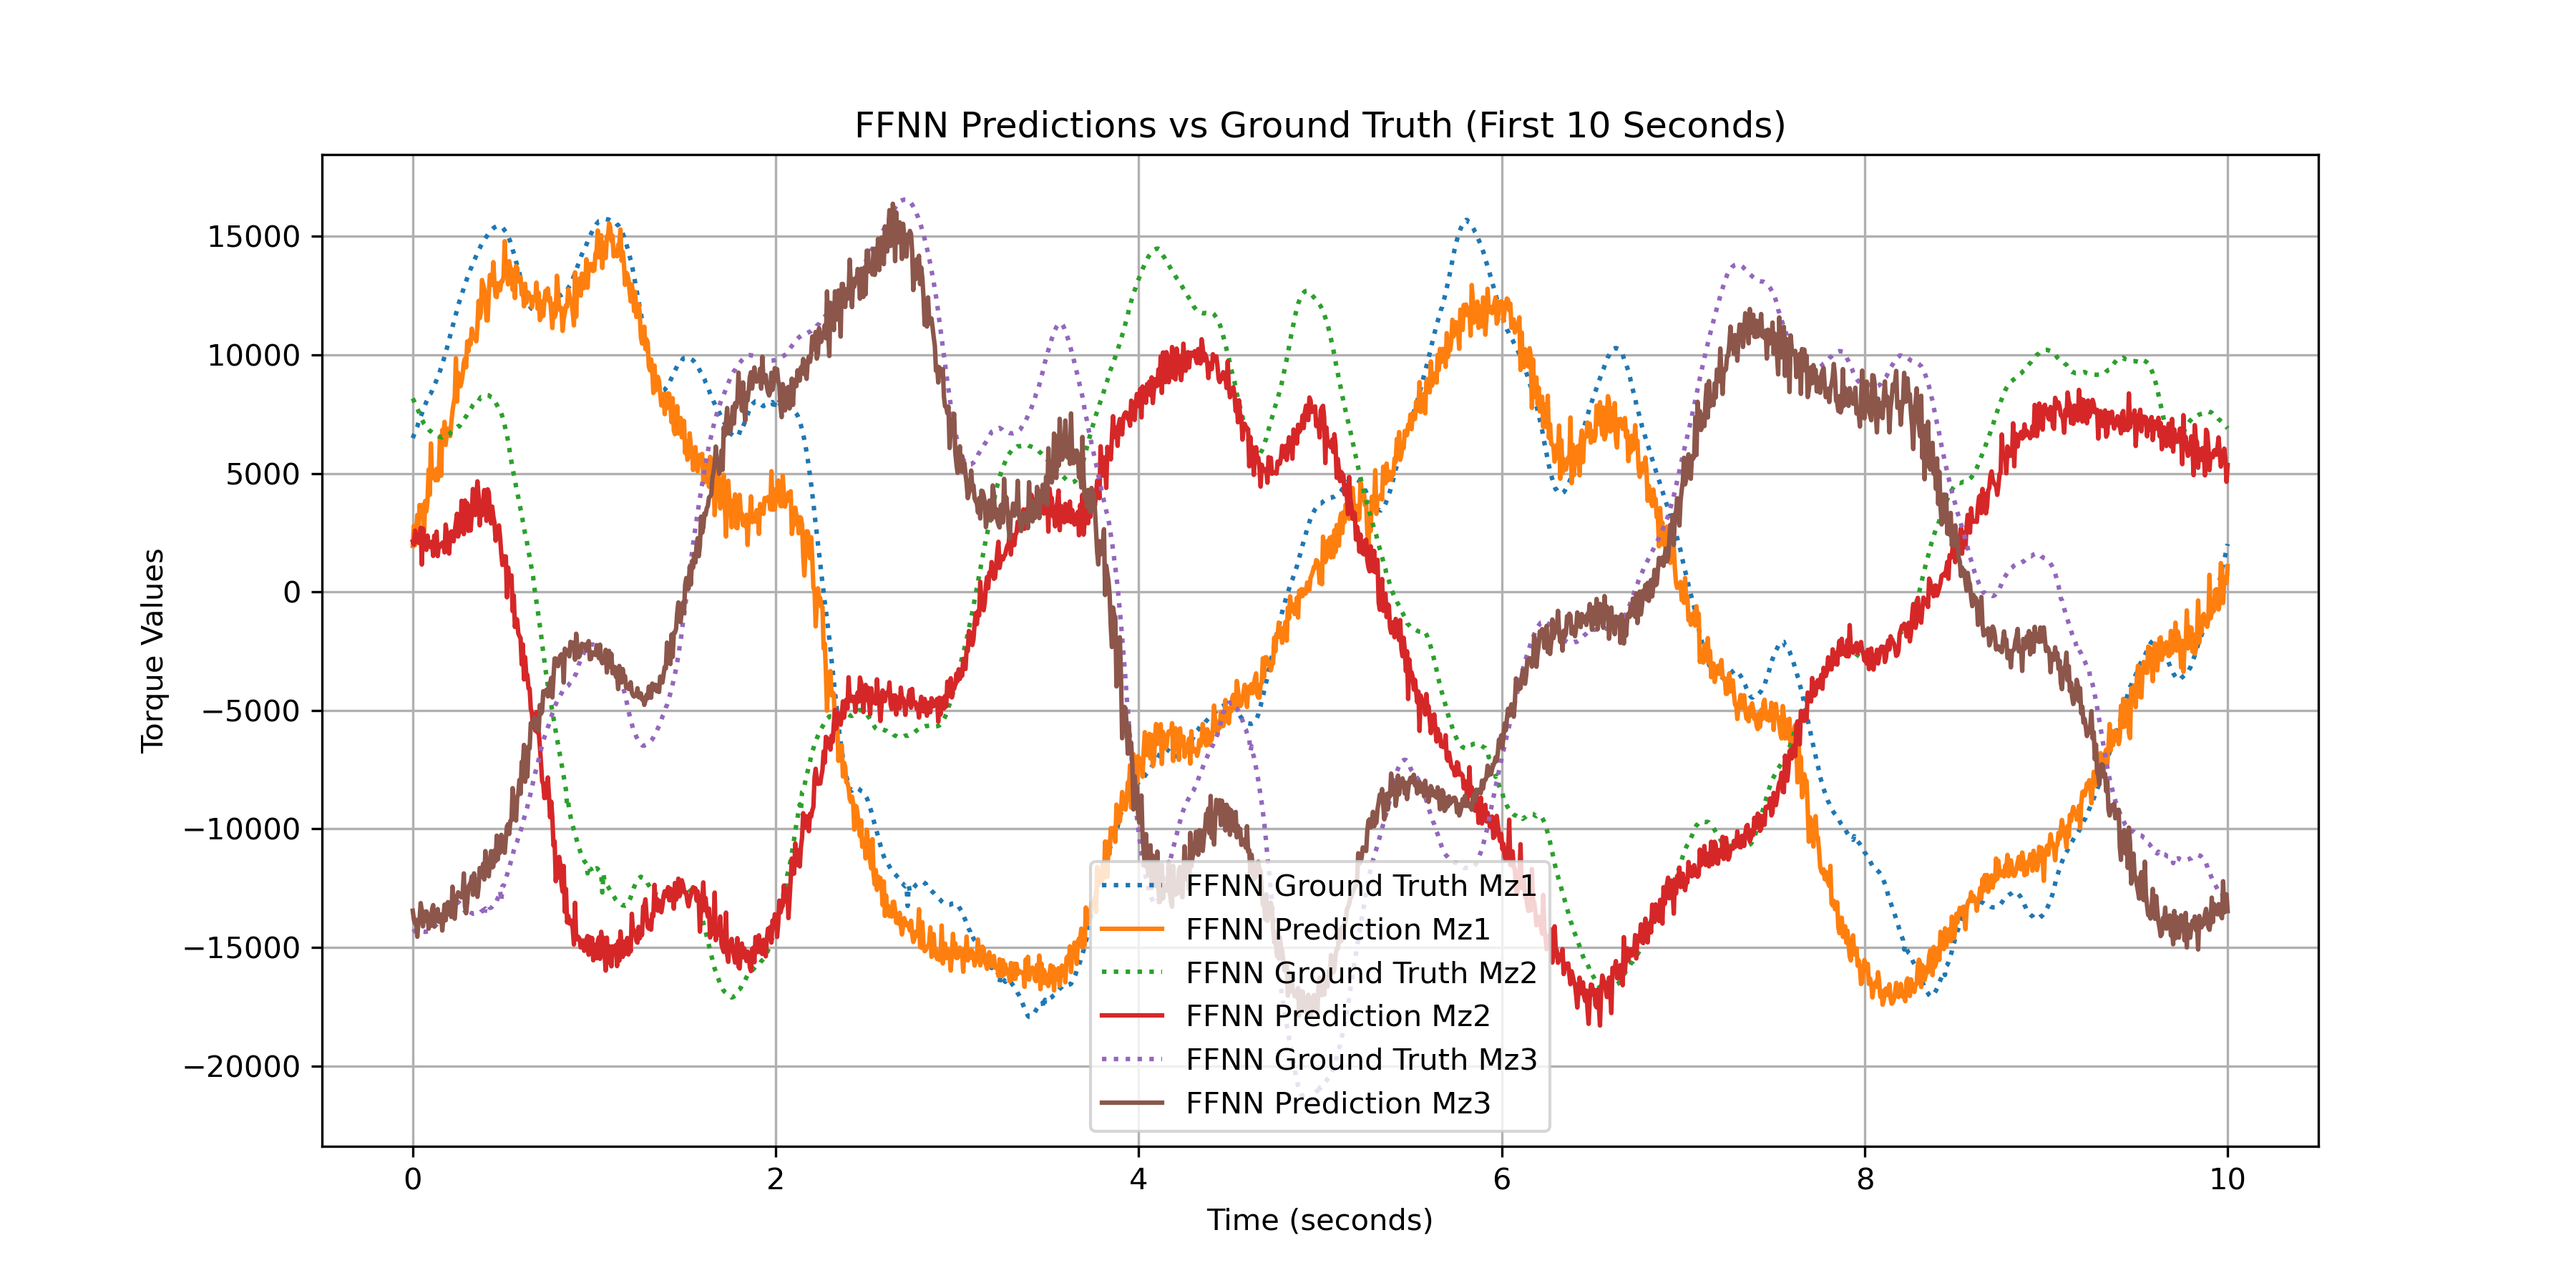 FFNN Predictions vs Ground Truth (First 10 Seconds)
Torque Values
15000
10000
5000
0
−5000
−10000
−15000
−20000
FFNN Ground Truth Mz1
FFNN Prediction Mz1
FFNN Ground Truth Mz2
FFNN Prediction Mz2
FFNN Ground Truth Mz3
FFNN Prediction Mz3
0 2 4 6 8 10
Time (seconds)